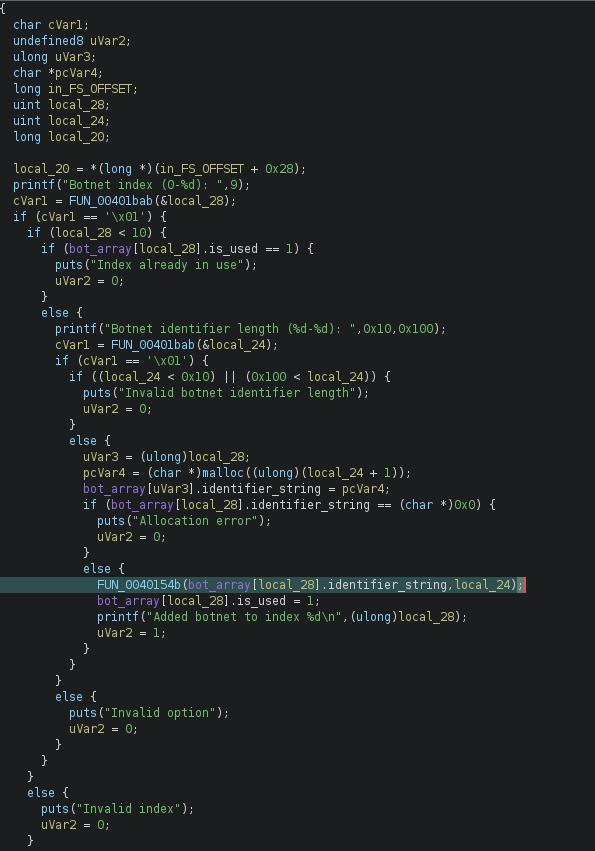 {
  char cVar1;
  undefined8 uVar2;
  ulong uVar3;
  char *pcVar4;
  long in_FS_OFFSET;
  uint local_28;
  uint local_24;
  long local_20;

  local_20 = *(long *)(in_FS_OFFSET + 0x28);
  printf("Botnet index (0-%d): ",9);
  cVar1 = FUN_00401bab(&local_28);
  if (cVar1 == '\x01') {
    if (local_28 < 10) {
      if (bot_array[local_28].is_used == 1) {
        puts("Index already in use");
        uVar2 = 0;
      }
      else {
        printf("Botnet identifier length (%d-%d): ",0x10,0x100);
        cVar1 = FUN_00401bab(&local_24);
        if (cVar1 == '\x01') {
          if ((local_24 < 0x10) || (0x100 < local_24)) {
            puts("Invalid botnet identifier length");
            uVar2 = 0;
          }
          else {
            uVar3 = (ulong)local_28;
            pcVar4 = (char *)malloc((ulong)(local_24 + 1));
            bot_array[uVar3].identifier_string = pcVar4;
            if (bot_array[local_28].identifier_string == (char *)0x0) {
              puts("Allocation error");
              uVar2 = 0;
            }
            else {
              FUN_0040154b(bot_array[local_28].identifier_string,local_24);
              bot_array[local_28].is_used = 1;
              printf("Added botnet to index %d\n",(ulong)local_28);
              uVar2 = 1;
            }
          }
        }
        else {
          puts("Invalid option");
          uVar2 = 0;
        }
      }
    }
    else {
      puts("Invalid index");
      uVar2 = 0;
    }